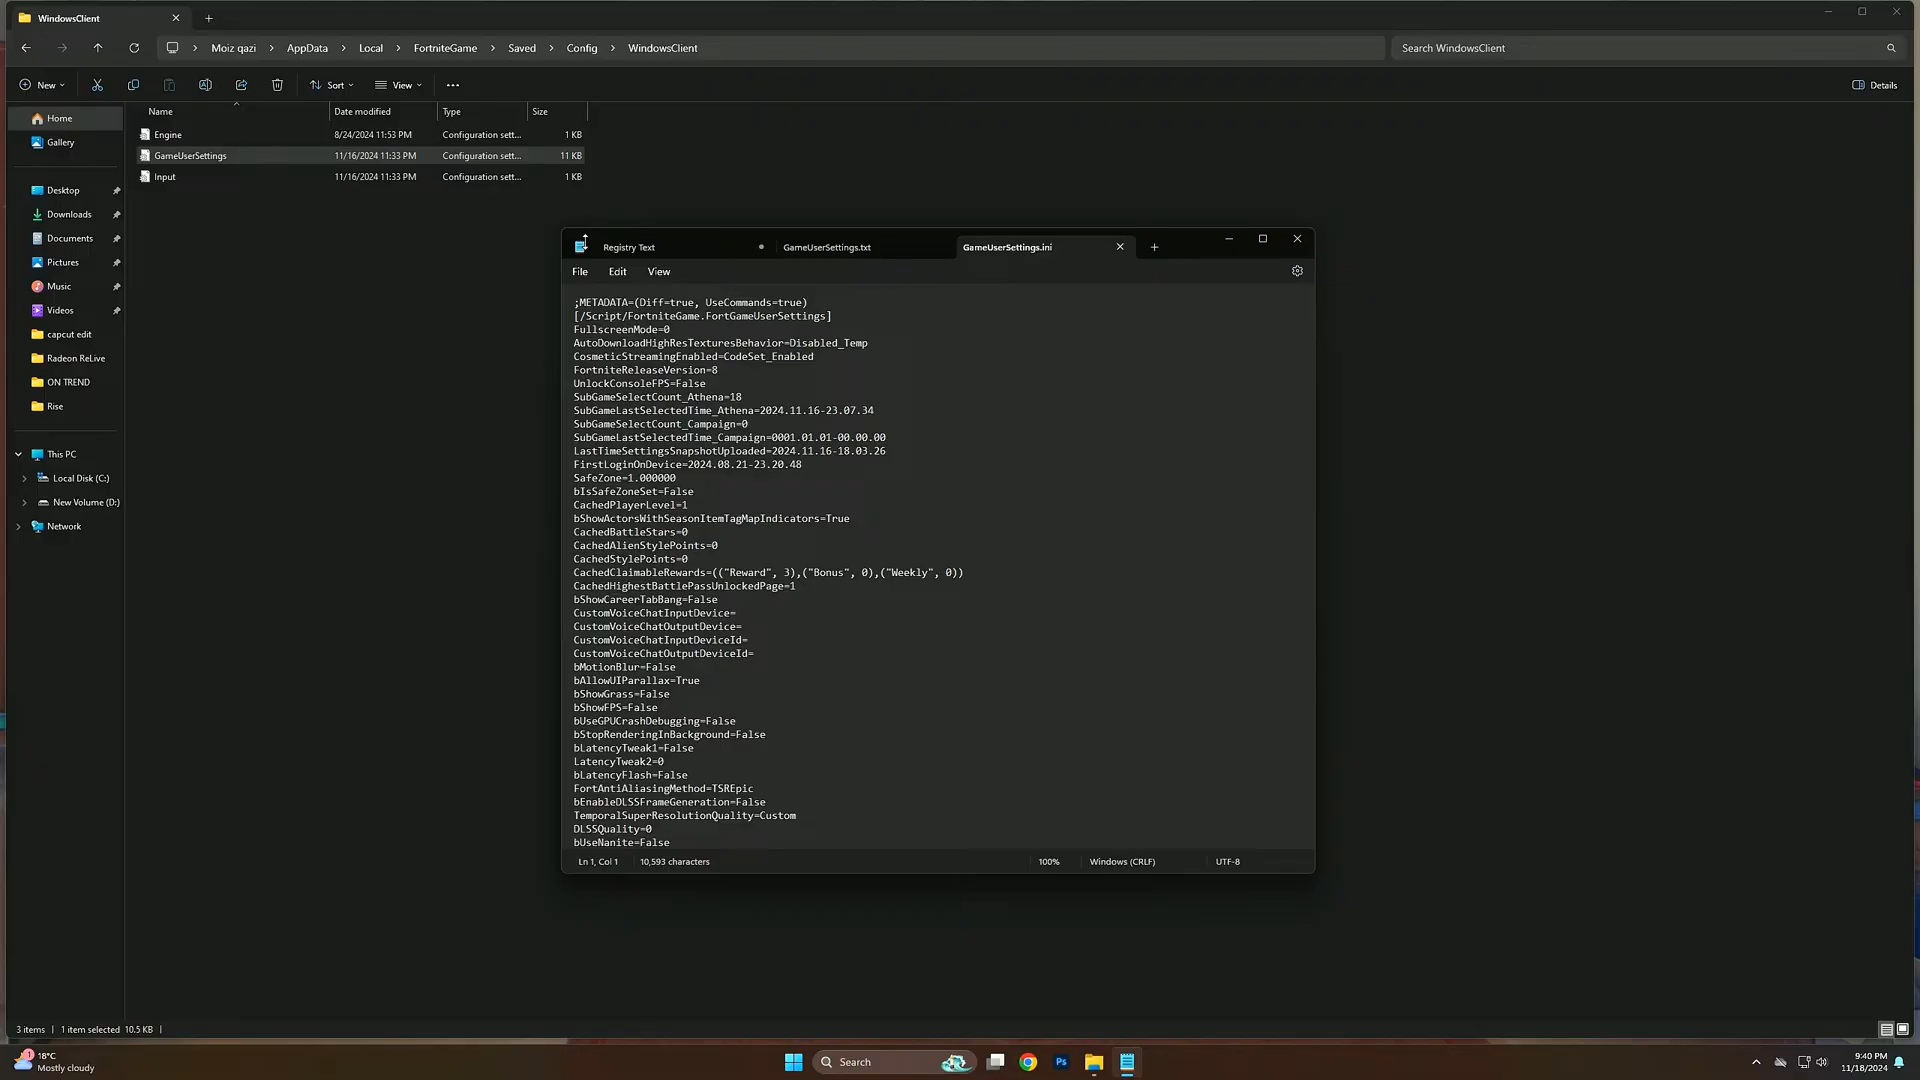 WindowsClient
Moiz qazi > AppData > Local > FortniteGame > Saved > Config > WindowsClient
Search WindowsClient
New
Sort
View
Details
Name
Date modified
Type
Size
Home
Gallery
Engine 8/24/2024 11:53 PM Configuration sett... 1 KB
GameUserSettings 11/16/2024 11:33 PM Configuration sett... 11 KB
Input 11/16/2024 11:33 PM Configuration sett... 1 KB
Desktop
Downloads
Documents
Pictures
Music
Videos
capcut edit
Radeon ReLive
ON TREND
Rise
This PC
Local Disk (C:)
New Volume (D:)
Network
Registry Text
GameUserSettings.txt
GameUserSettings.ini
File Edit View
;METADATA=(Diff=true, UseCommands=true)
[/Script/FortniteGame.FortGameUserSettings]
FullscreenMode=0
AutoDownloadHighResTexturesBehavior=Disabled_Temp
CosmeticStreamingEnabled=CodeSet_Enabled
FortniteReleaseVersion=8
UnlockConsoleFPS=False
SubGameSelectCount_Athena=18
SubGameLastSelectedTime_Athena=2024.11.16-23.07.34
SubGameSelectCount_Campaign=0
SubGameLastSelectedTime_Campaign=0001.01.01-00.00.00
LastTimeSettingsSnapshotUploaded=2024.11.16-18.03.26
FirstLoginOnDevice=2024.08.21-23.20.48
SafeZone=1.000000
bIsSafeZoneSet=False
CachedPlayerLevel=1
bShowActorsWithSeasonItemTagMapIndicators=True
CachedBattleStars=0
CachedAlienStylePoints=0
CachedStylePoints=0
CachedClaimableRewards=(("Reward", 3),("Bonus", 0),("Weekly", 0))
CachedHighestBattlePassUnlockedPage=1
bShowCareerTabBang=False
CustomVoiceChatInputDevice=
CustomVoiceChatOutputDevice=
CustomVoiceChatInputDeviceId=
CustomVoiceChatOutputDeviceId=
bMotionBlur=False
bAllowUIParallax=True
bShowGrass=False
bShowFPS=False
bUseGPUCrashDebugging=False
bStopRenderingInBackground=False
bLatencyTweak1=False
LatencyTweak2=0
bLatencyFlash=False
FortAntiAliasingMethod=TSREpic
bEnableDLSSFrameGeneration=False
TemporalSuperResolutionQuality=Custom
DLSSQuality=0
bUseNanite=False
Ln 1, Col 1 10,593 characters 100% Windows (CRLF) UTF-8
3 items 1 item selected 10.5 KB
1
18°C
Mostly cloudy
Search
Ps
9:40 PM
11/18/2024